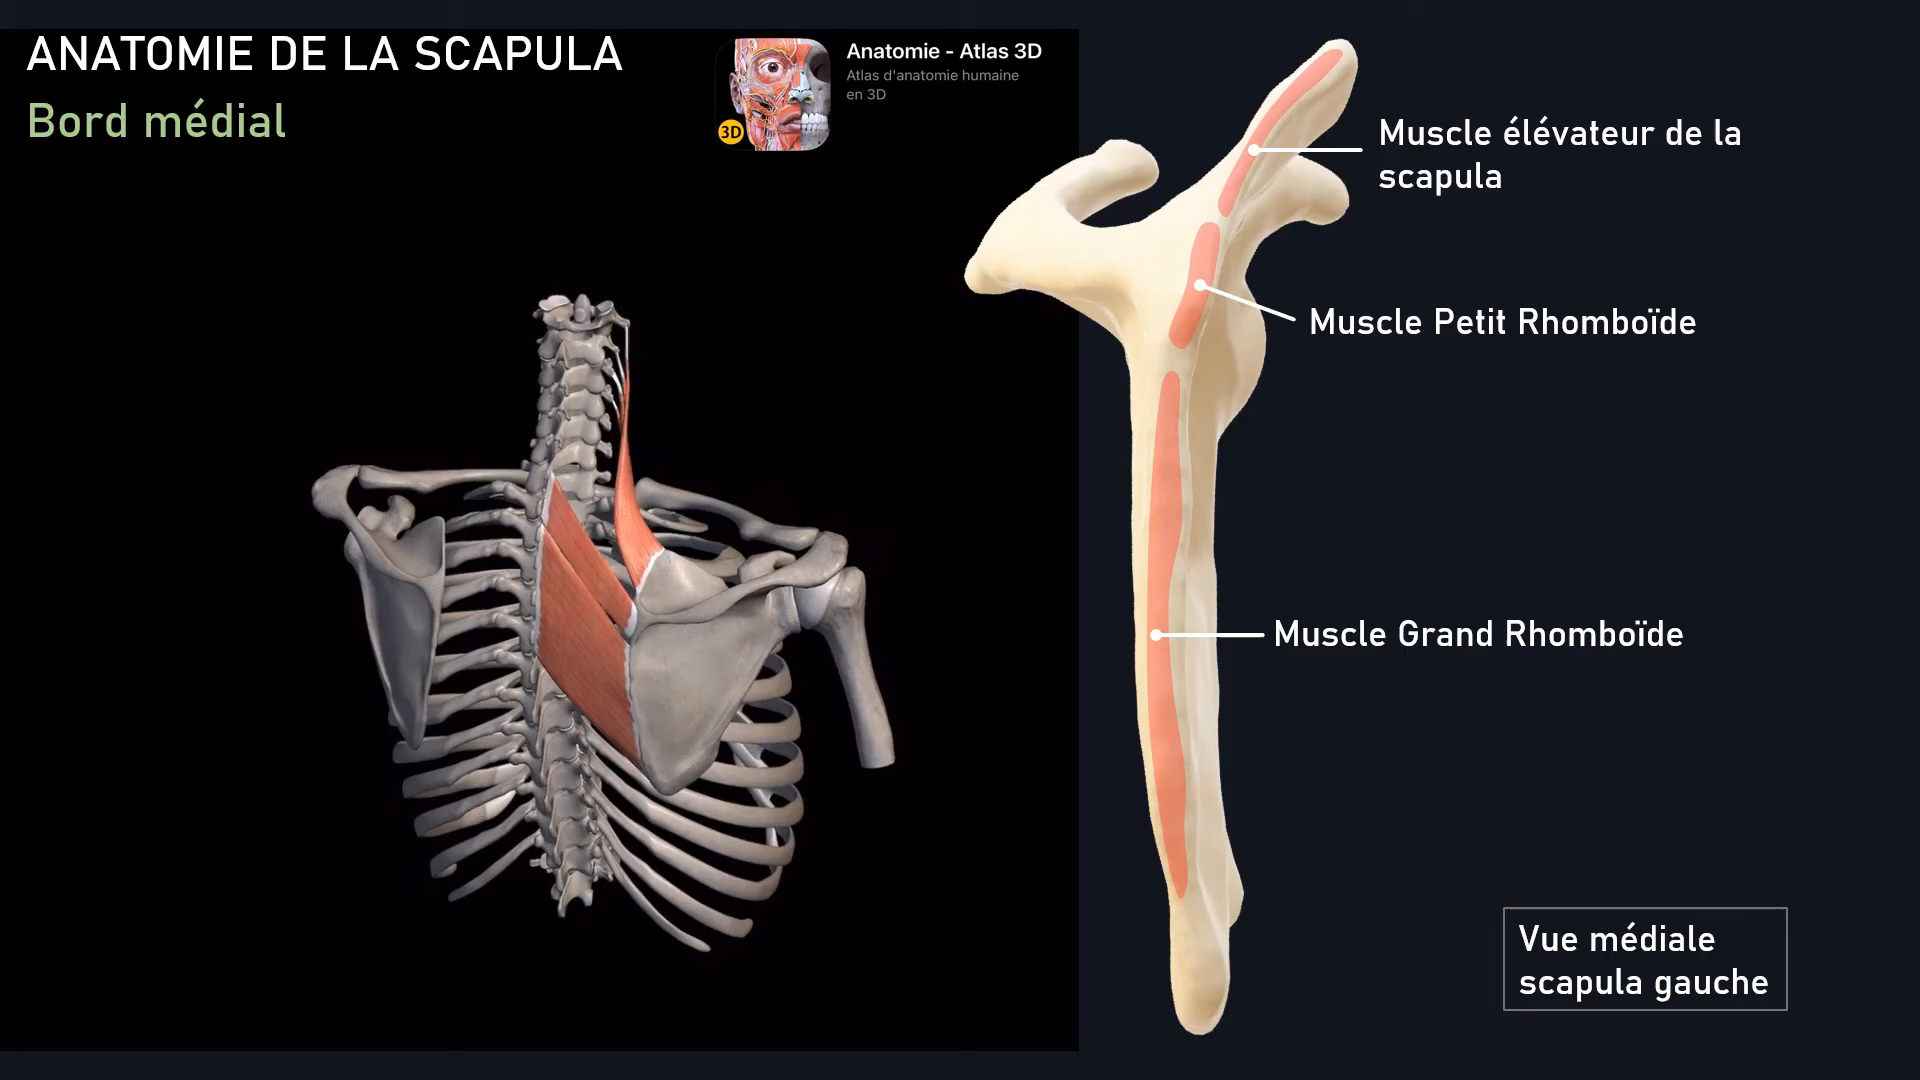 ANATOMIE DE LA SCAPULA
Bord médial
Anatomie - Atlas 3D
Atlas d'anatomie humaine
en 3D
3D
Muscle élévateur de la
scapula
Muscle Petit Rhomboïde
Muscle Grand Rhomboïde
Vue médiale
scapula gauche